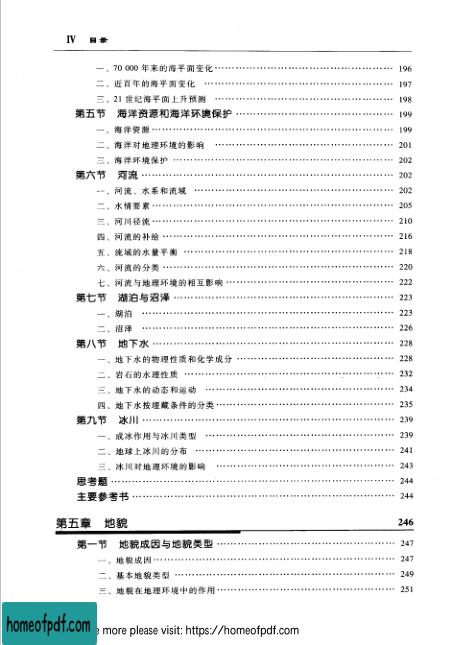 IV 目录
一、70 000 年来的海平面变化 196
二、近百年的海平面变化 197
三、21 世纪海平面上升预测 198
第五节 海洋资源和海洋环境保护 199
一、海洋资源 199
二、海洋对地理环境的影响 201
三、海洋环境保护 202
第六节 河流 202
一、河流、水系和流域 202
二、水情要素 205
三、河川径流 210
四、河流的补给 216
五、流域的水量平衡 218
六、河流的分类 220
七、河流与地理环境的相互影响 222
第七节 湖泊与沼泽 223
一、湖泊 223
二、沼泽 226
第八节 地下水 228
一、地下水的物理性质和化学成分 228
二、岩石的水理性质 232
三、地下水的动态和运动 234
四、地下水按埋藏条件的分类 235
第九节 冰川 239
一、成冰作用与冰川类型 239
二、地球上冰川的分布 241
三、冰川对地理环境的影响 243
思考题 244
主要参考书 244
第五章 地貌 246
第一节 地貌成因与地貌类型 247
一、地貌成因 247
二、基本地貌类型 249
三、地貌在地理环境中的作用 251
homeofpdf.com
e more please visit: https://homeofpdf.com